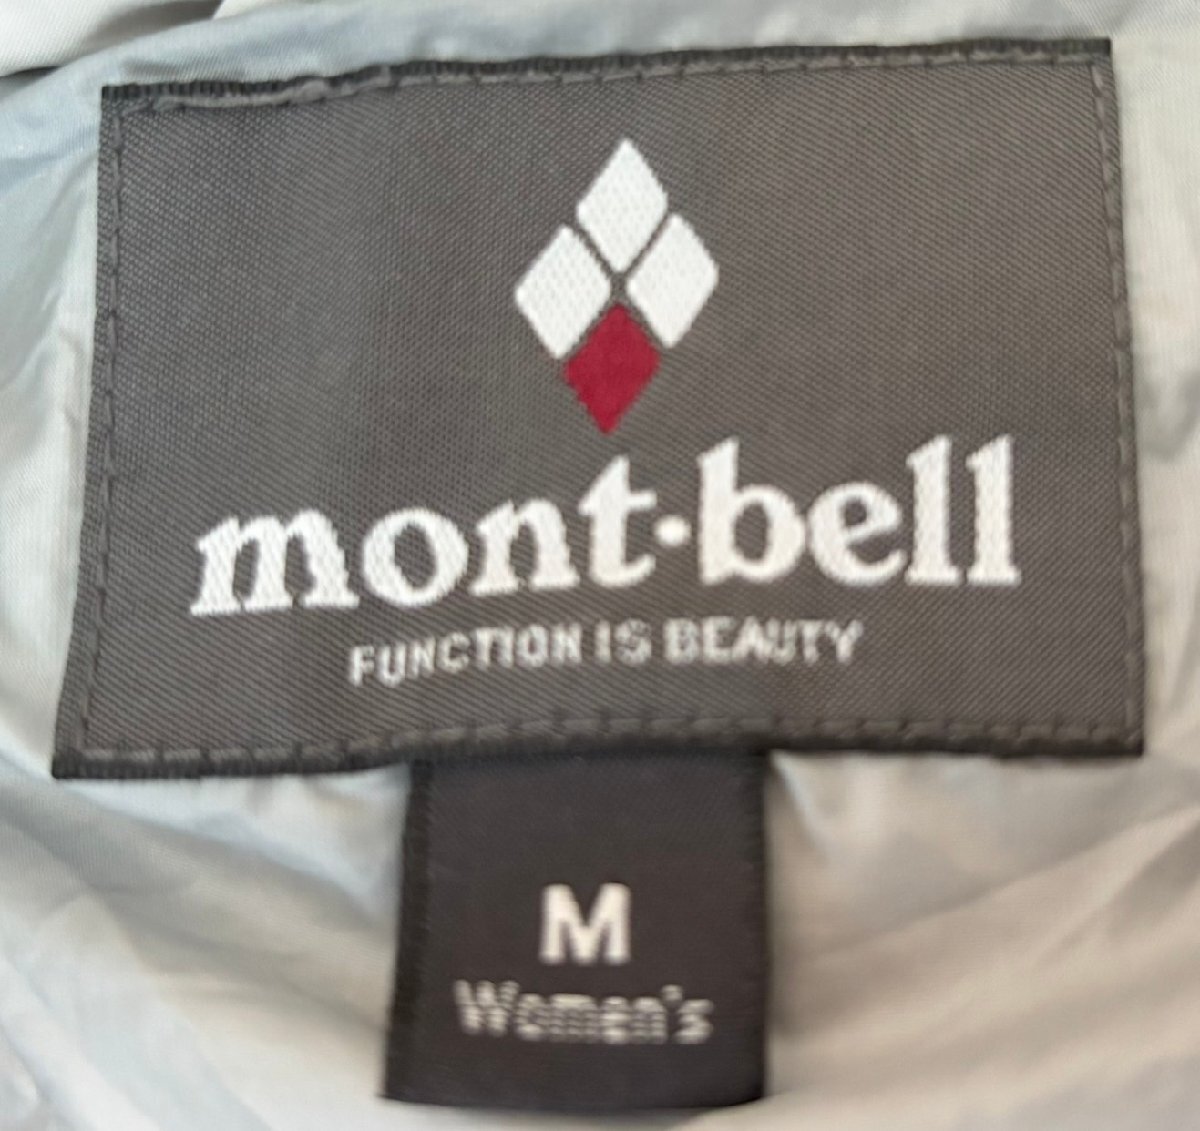 mont·bell
FUNCTION IS BEAUTY
M
Women's